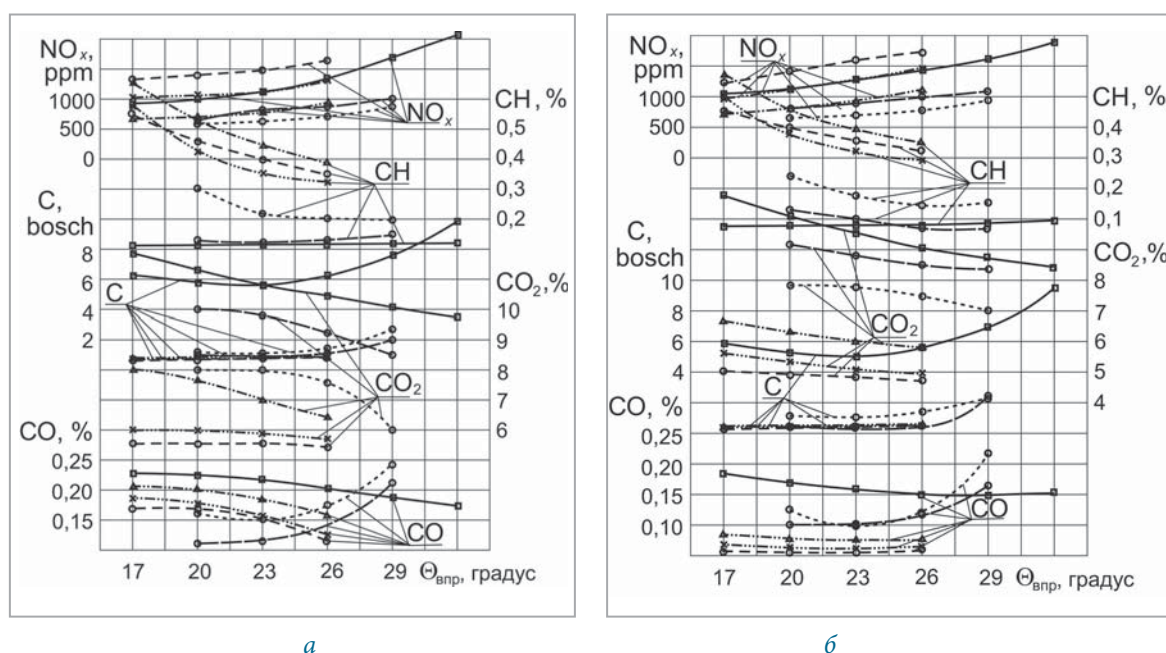 NOx, ppm
1000
500
0
C, bosch
8
6
4
2
CO, %
0,25
0,20
0,15
CH, %
0,5
0,4
0,3
0,2
CO2,%
10
9
8
7
6
NOx
CH
C
CO2
CO
17 20 23 26 29 Θвпр, градус
а
NOx, ppm
1000
500
0
C, bosch
10
8
6
4
CO, %
0,25
0,20
0,15
0,10
CH, %
0,4
0,3
0,2
0,1
CO2,%
8
7
6
5
4
NOx
CH
CO2
C
CO
17 20 23 26 29 Θвпр, градус
б